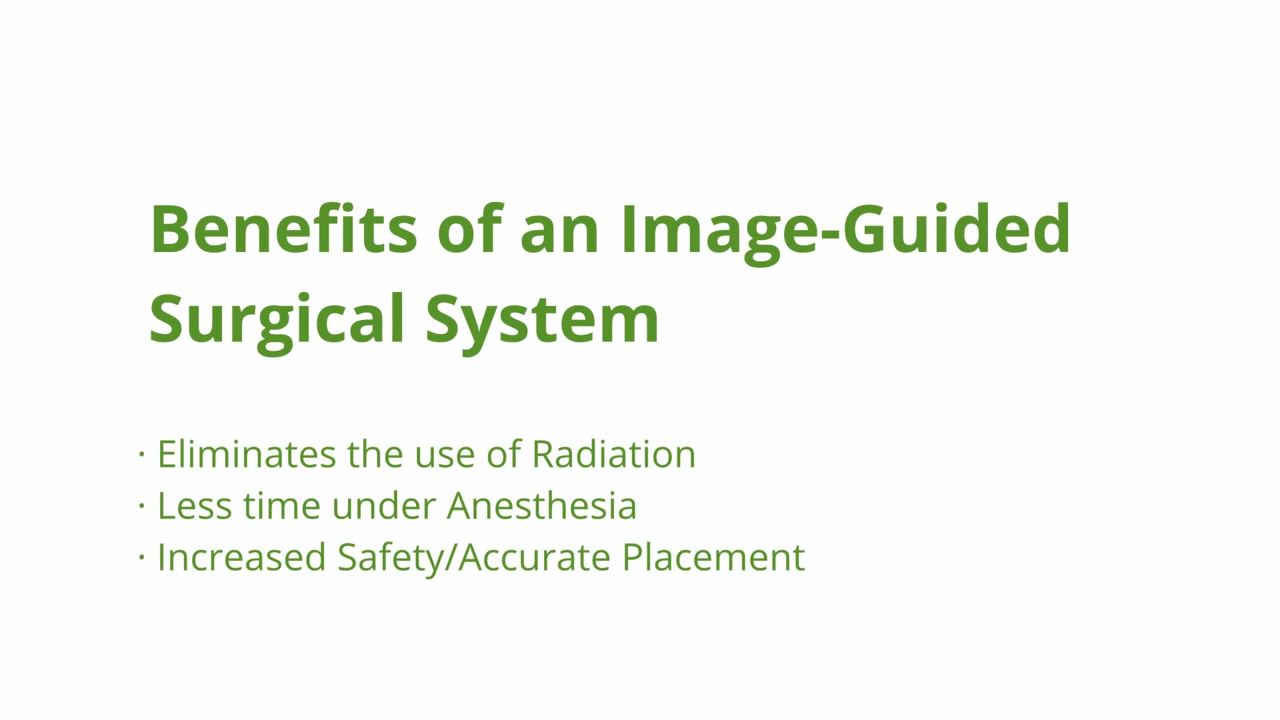 Benefits of an Image-Guided
Surgical System
· Eliminates the use of Radiation
· Less time under Anesthesia
· Increased Safety/Accurate Placement